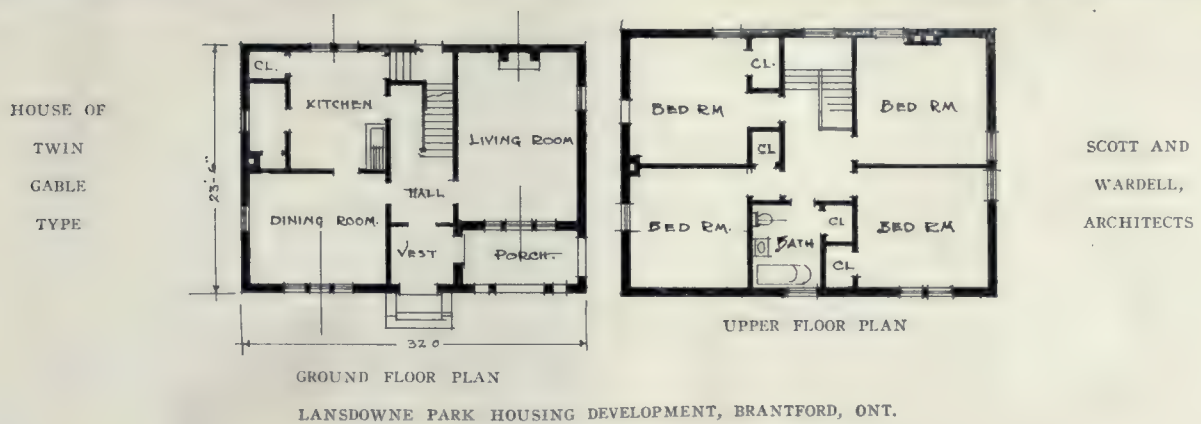 HOUSE OF
TWIN
GABLE
TYPE
23'-6"
CL.
KITCHEN
LIVING ROOM
HALL
DINING ROOM.
VEST
PORCH.
32 0
GROUND FLOOR PLAN
CL.
BED RM
BED RM
CL
BED RM.
BATH
CL
BED RM
CL
UPPER FLOOR PLAN
SCOTT AND
WARDELL,
ARCHITECTS
LANSDOWNE PARK HOUSING DEVELOPMENT, BRANTFORD, ONT.